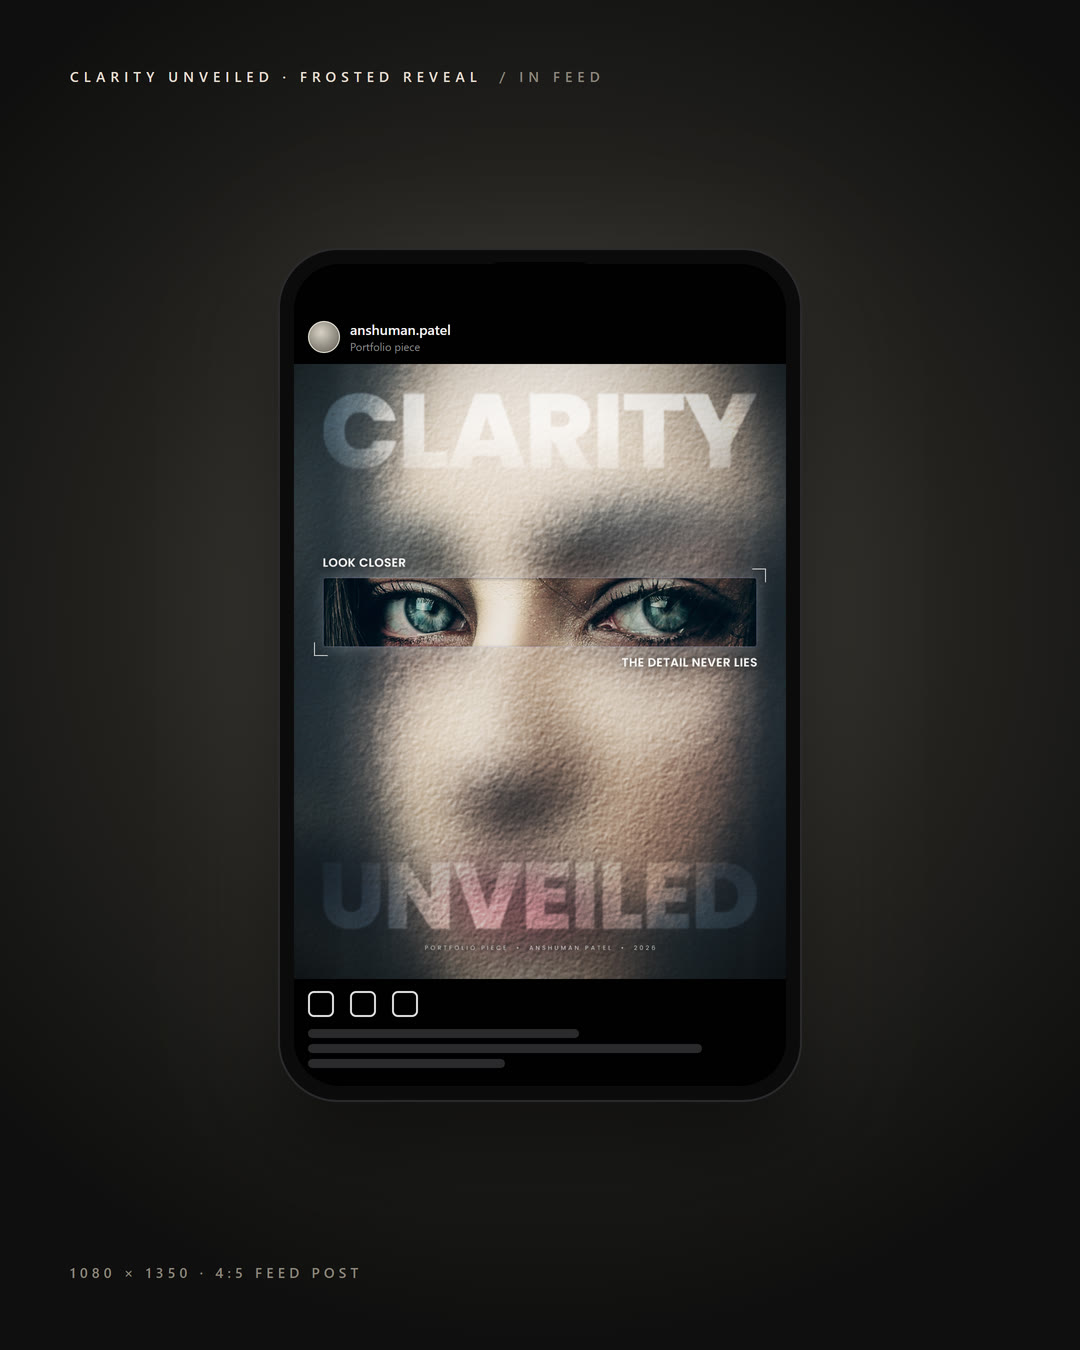 CLARITY UNVEILED · FROSTED REVEAL / IN FEED
anshuman.patel
Portfolio piece
CLARITY
LOOK CLOSER
THE DETAIL NEVER LIES
UNVEILED
PORTFOLIO PIECE • ANSHUMAN PATEL • 2026
1080 × 1350 · 4:5 FEED POST